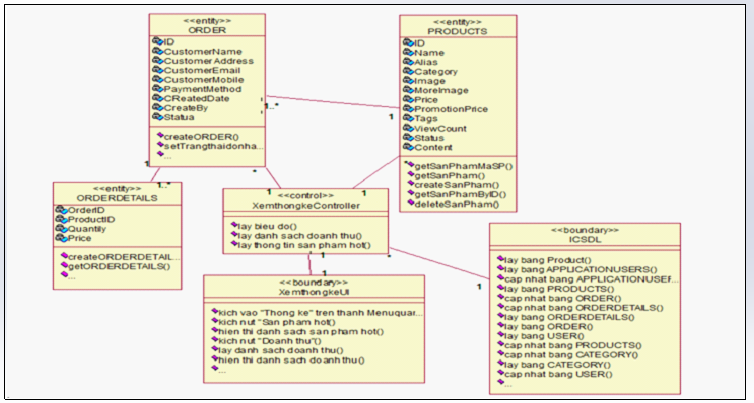 <<entity>>
ORDER
ID
CustomerName
CustomerAddress
CustomerEmail
CustomerMobile
PaymentMethod
CReatedDate
CreateBy
Statua
createORDER()
setTrangthaidonha...
...
<<entity>>
PRODUCTS
ID
Name
Alias
Category
Image
MoreImage
Price
PromotionPrice
Tags
ViewCount
Status
Content
getSanPhamMaSP()
getSanPham()
createSanPham()
getSanPhamByID()
deleteSanPham()
1..*
1
1
1..*
*
1
1
*
<<entity>>
ORDERDETAILS
OrderID
ProductID
Quantily
Price
createORDERDETAIL...
getORDERDETAILS()
...
<<control>>
XemthongkeController
lay bieu do()
lay danh sach doanh thu()
lay thong tin san pham hot()
1
1
*
1
<<boundary>>
XemthongkeUI
kich vao "Thong ke" tren thanh Menuquar...
kich nut "San pham hot()
hien thi danh sach san pham hot()
kich nut "Doanh thu"()
lay danh sach doanh thu()
hien thi danh sach doanh thu()
...
<<boundary>>
ICSDL
lay bang Product()
lay bang APPLICATIONUSERS()
cap nhat bang APPLICATIONUSEF...
lay bang PRODUCTS()
cap nhat bang ORDER()
cap nhat bang ORDERDETAILS()
lay bang ORDERDETAILS()
lay bang ORDER()
lay bang USER()
cap nhat bang PRODUCTS()
cap nhat bang CATEGORY()
lay bang CATEGORY()
cap nhat bang USER()
...